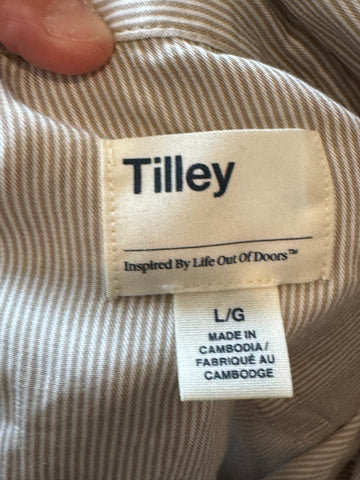 Tilley
Inspired By Life Out Of Doors™
L/G
MADE IN
CAMBODIA/
FABRIQUÉ AU
CAMBODGE